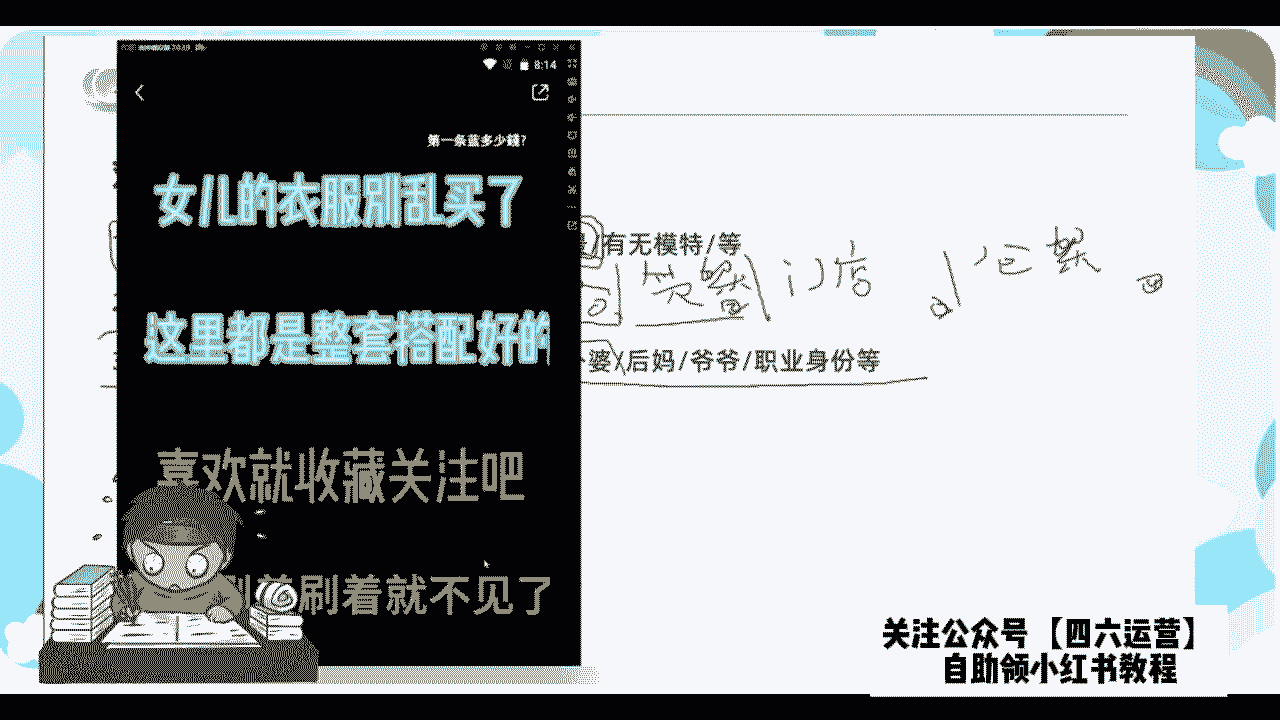 8:14
第一条蓝多少錢?
女儿的衣服别乱买了
这里都是整套搭配好的
喜欢就收藏关注吧
刷着就不见了
有无模特/等
门店
婆/后妈/爷爷/职业身份等
关注公众号【四六运营】
自助领小红书教程